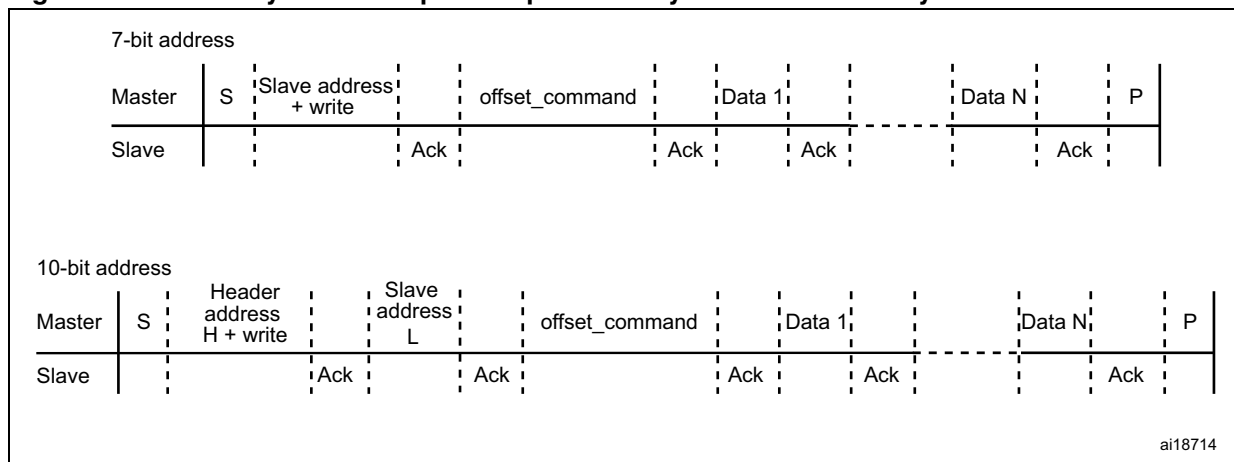 7-bit address
Master S Slave address offset_command Data 1 Data N P
+ write
Slave Ack Ack Ack Ack
10-bit address
Header Slave
Master S address address offset_command Data 1 Data N P
H + write L
Slave Ack Ack Ack Ack Ack
ai18714